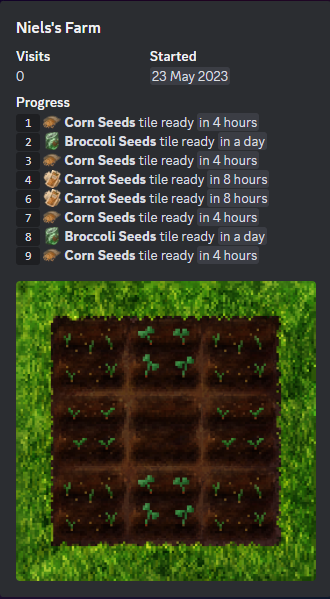 Niels's Farm
Visits Started
0 23 May 2023
Progress
1 Corn Seeds tile ready in 4 hours
2 Broccoli Seeds tile ready in a day
3 Corn Seeds tile ready in 4 hours
4 Carrot Seeds tile ready in 8 hours
6 Carrot Seeds tile ready in 8 hours
7 Corn Seeds tile ready in 4 hours
8 Broccoli Seeds tile ready in a day
9 Corn Seeds tile ready in 4 hours